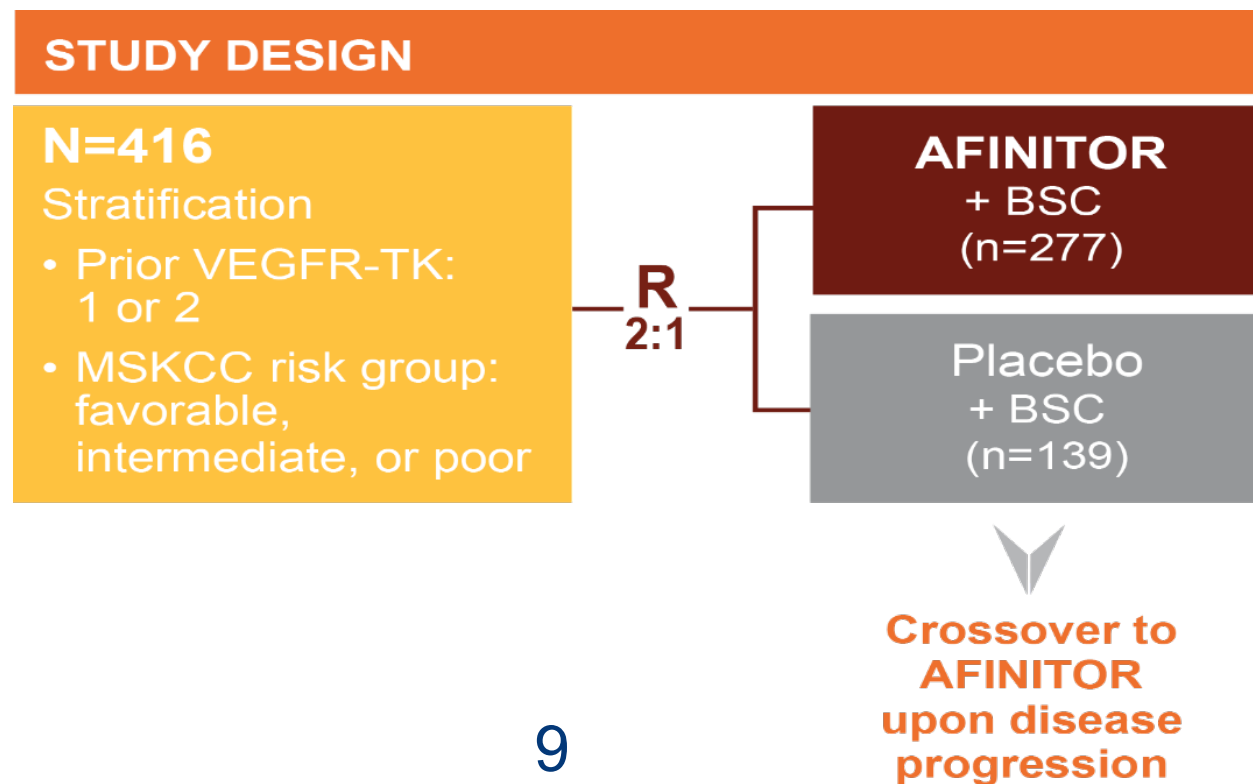 STUDY DESIGN
N=416
Stratification
• Prior VEGFR-TK:
1 or 2
• MSKCC risk group:
favorable,
intermediate, or poor
R
2:1
AFINITOR
+ BSC
(n=277)
Placebo
+ BSC
(n=139)
Crossover to
AFINITOR
upon disease
progression
9